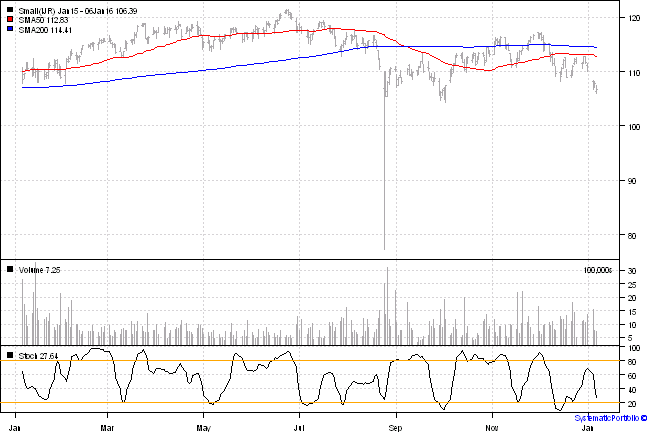 Small(IJR) Jan15 - 06Jan16 106.39
SMA50 112.83
SMA200 114.41
120
110
100
90
80
Volume 7.25
100,000s
30
25
20
15
10
5
Stoch 27.64
100
80
60
40
20
Jan Mar May Jul Sep Nov Jan
SystematicPortfolio ©